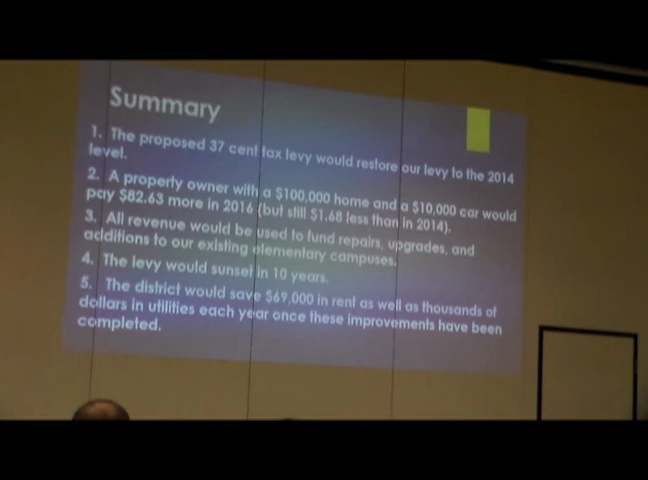 Summary
1. The proposed 37 cent tax levy would restore our levy to the 2014
level.
2. A property owner with a $100,000 home and a $10,000 car would
pay $82.63 more in 2016 (but still $1.68 less than in 2014).
3. All revenue would be used to fund repairs, upgrades, and
additions to our existing elementary campuses.
4. The levy would sunset in 10 years.
5. The district would save $69,000 in rent as well as thousands of
dollars in utilities each year once these improvements have been
completed.